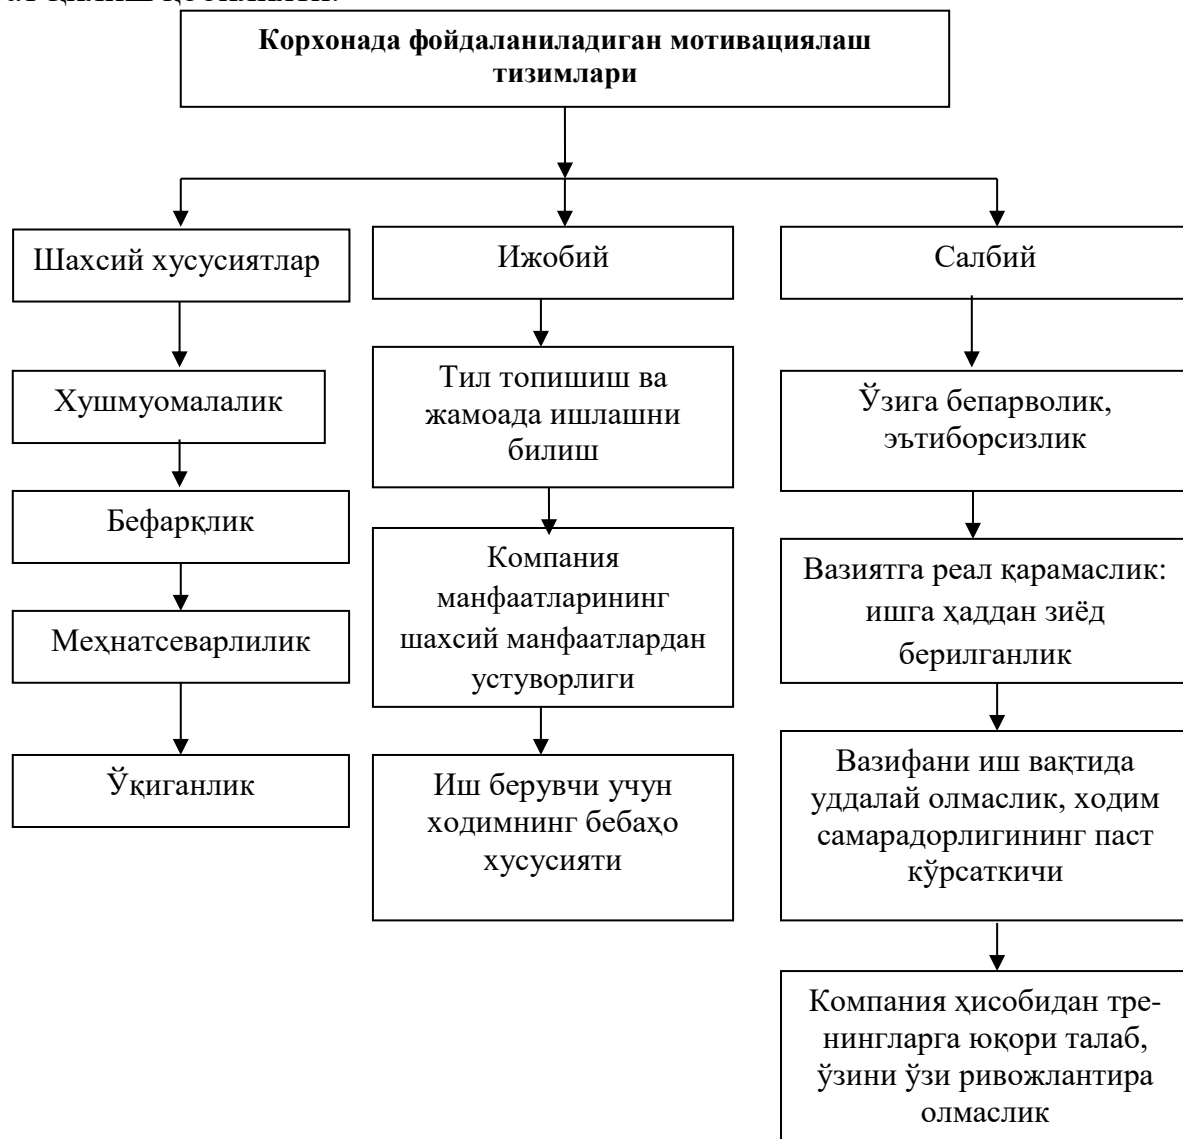 Корхонада фойдаланиладиган мотивациялаш
тизимлари
Шахсий хусусиятлар
Хушмуомалалик
Бефарқлик
Меҳнатсеварлилик
Ўқиганлик
Ижобий
Тил топишиш ва
жамоада ишлашни
билиш
Компания
манфаатларининг
шахсий манфаатлардан
устуворлиги
Иш берувчи учун
ходимнинг бебаҳо
хусусияти
Салбий
Ўзига бепарволик,
эътиборсизлик
Вазиятга реал қарамаслик:
ишга ҳаддан зиёд
берилганлик
Вазифани иш вақтида
уддалай олмаслик, ходим
самарадорлигининг паст
кўрсаткичи
Компания ҳисобидан тре-
нингларга юқори талаб,
ўзини ўзи ривожлантира
олмаслик